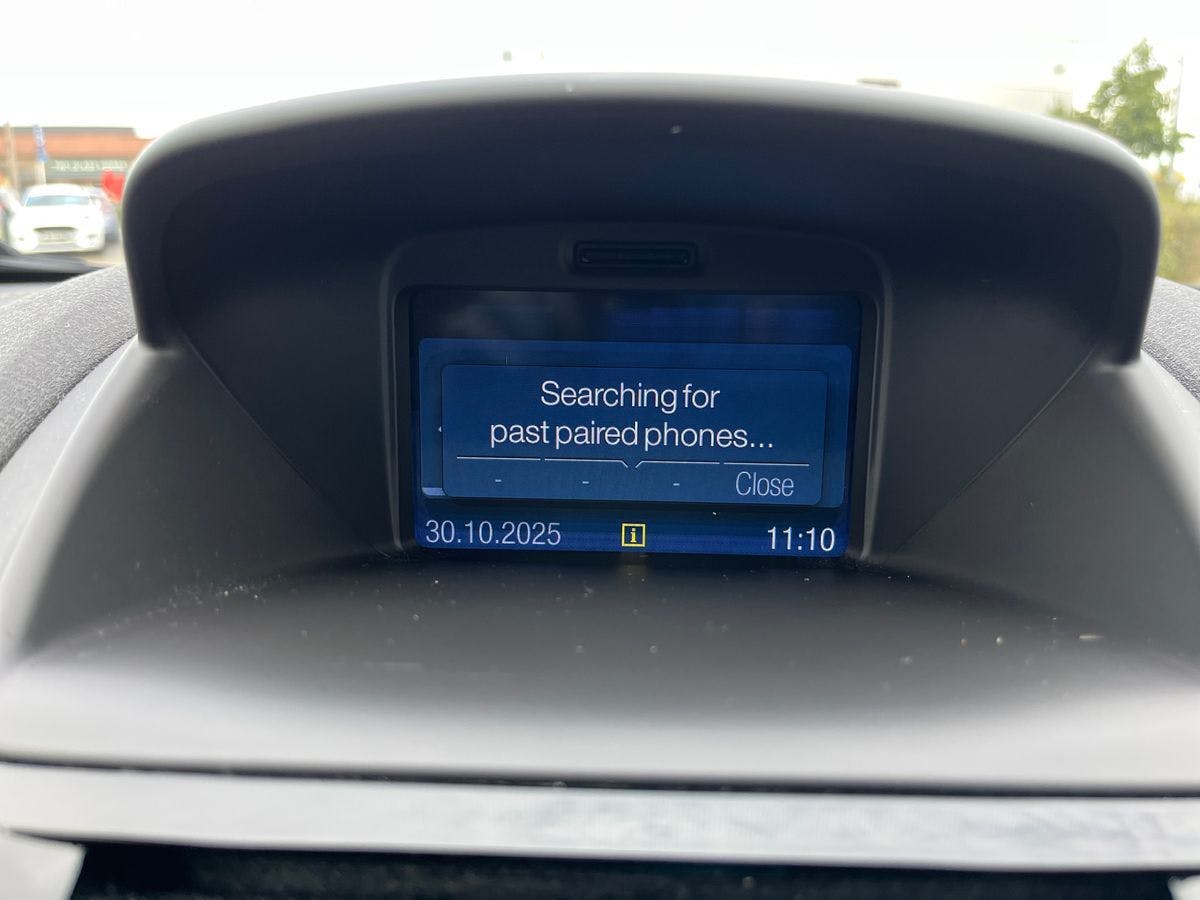 Searching for
past paired phones...
- - - Close
30.10.2025 i 11:10